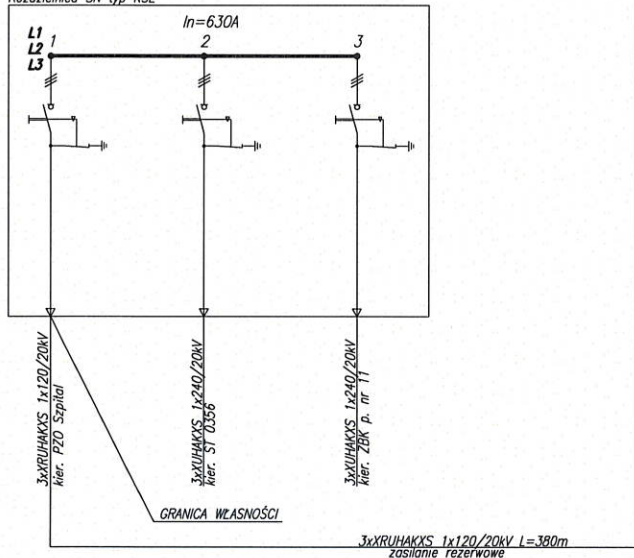 Rozdzielnica SN typ RSL
In=630A
L1
L2
L3
1
2
3
3xXRUHAKXS 1x120/20kV
kier. PZO Szpital
3xXUHAKXS 1x240/20kV
kier. ST 0356
3xXUHAKXS 1x240/20kV
kier. ZBK p. nr 11
GRANICA WŁASNOŚCI
3xXRUHAKXS 1x120/20kV L=380m
zasilanie rezerwowe